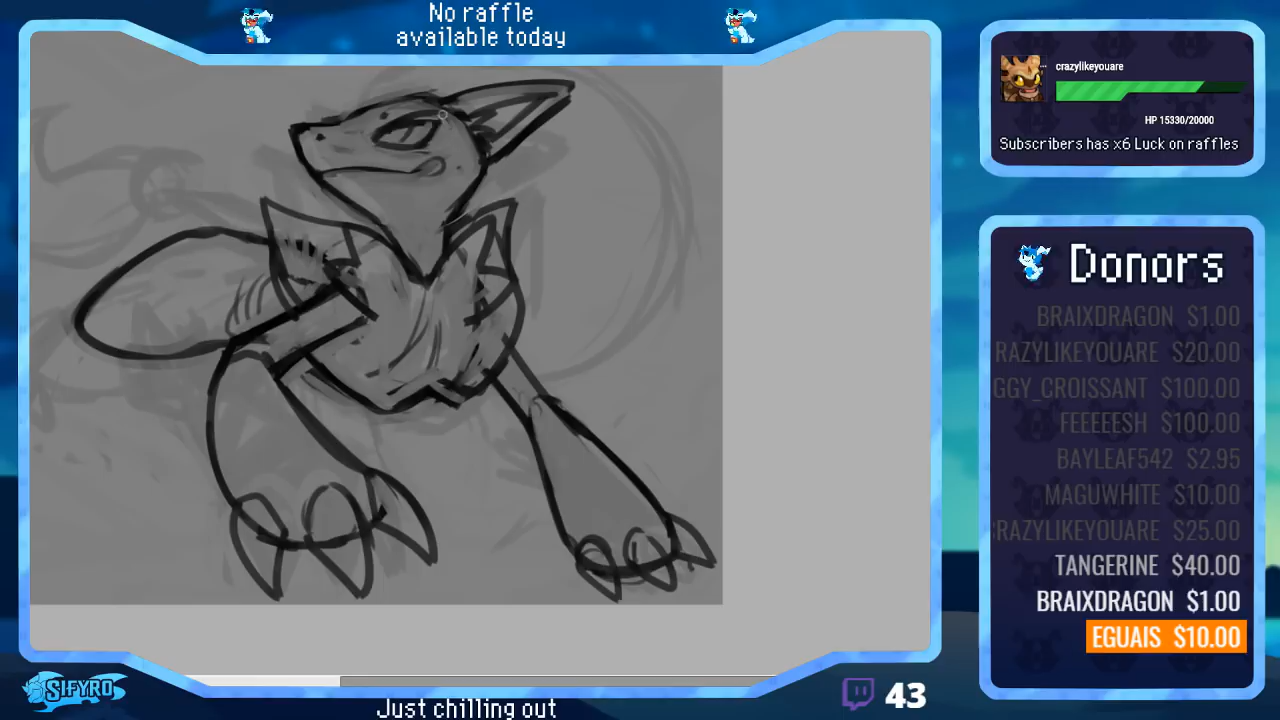 No raffle
available today
crazylikeyouare
HP 15330/20000
Subscribers has x6 Luck on raffles
Donors
BRAIXDRAGON $1.00
RAZYLIKEYOUARE $20.00
GGY_CROISSANT $100.00
FEEEEESH $100.00
BAYLEAF542 $2.95
MAGUWHITE $10.00
RAZYLIKEYOUARE $25.00
TANGERINE $40.00
BRAIXDRAGON $1.00
EGUAIS $10.00
SIFYRO
Just chilling out
43